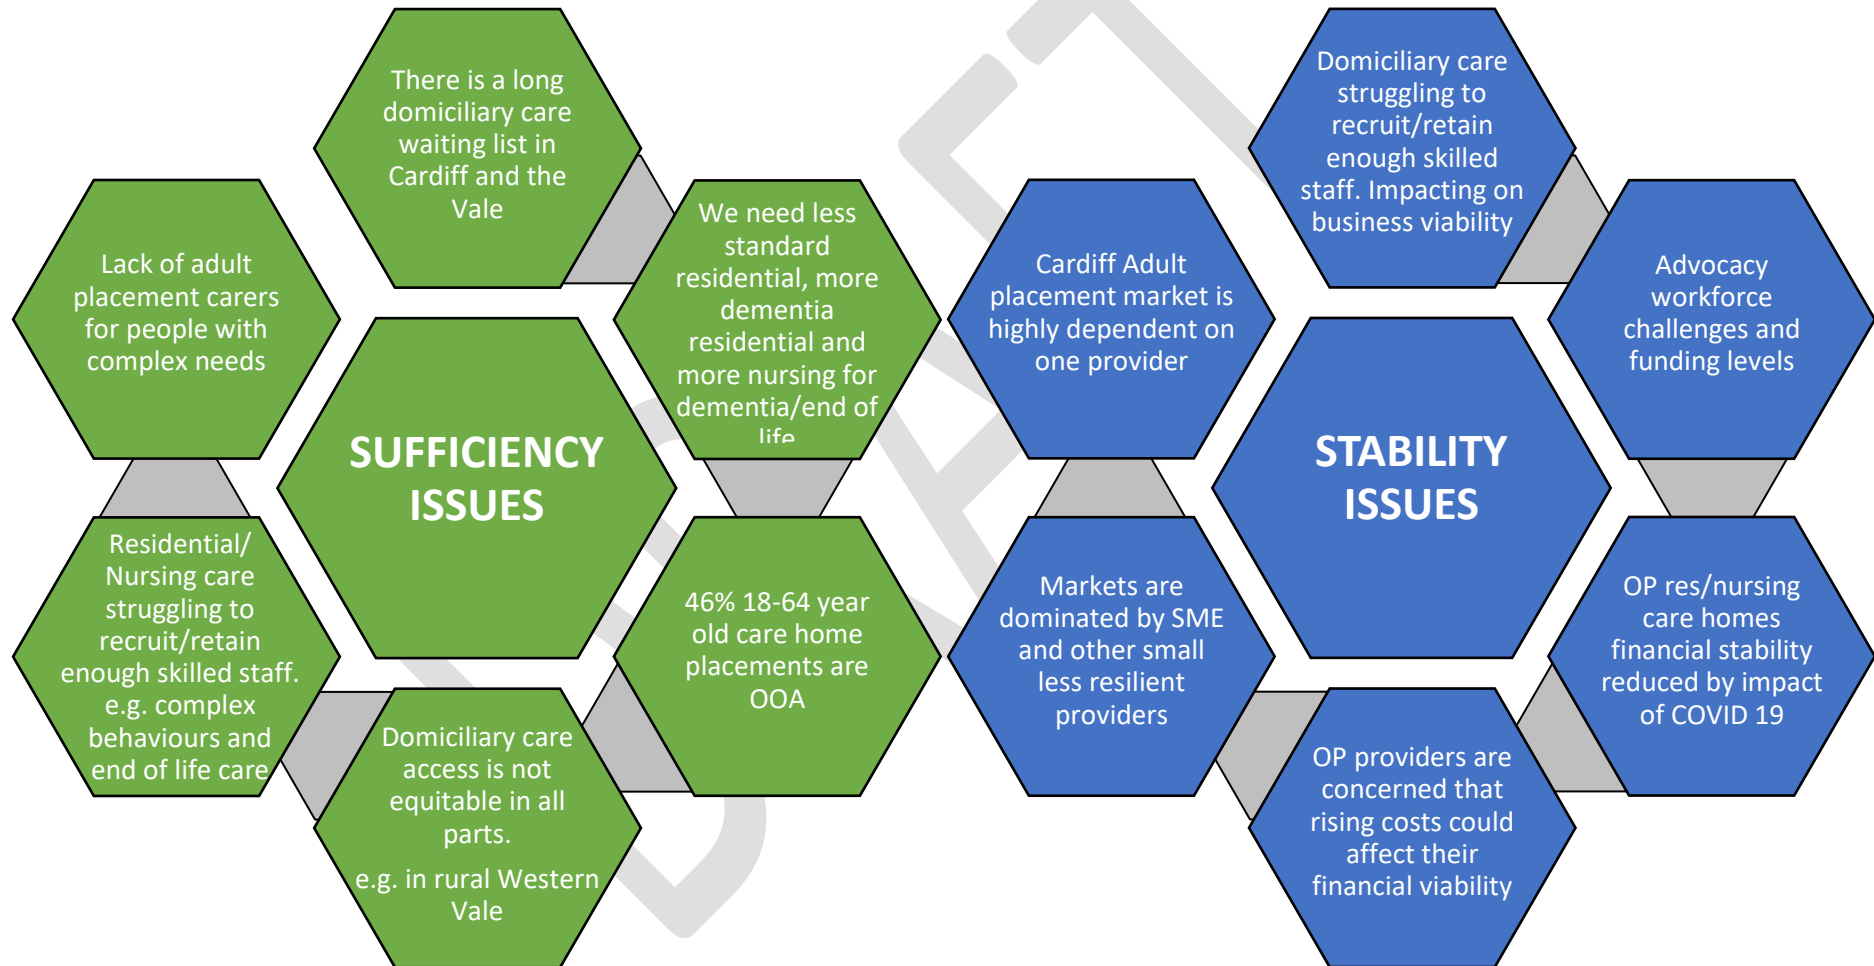 There is a long
domiciliary care
waiting list in
Cardiff and the
Vale
We need less
standard
residential, more
dementia
residential and
more nursing for
dementia/end of
life
46% 18-64 year
old care home
placements are
OOA
Domiciliary care
access is not
equitable in all
parts.
e.g. in rural Western
Vale
Residential/
Nursing care
struggling to
recruit/retain
enough skilled staff.
e.g. complex
behaviours and
end of life care
Lack of adult
placement carers
for people with
complex needs
SUFFICIENCY
ISSUES
Domiciliary care
struggling to
recruit/retain
enough skilled
staff. Impacting on
business viability
Advocacy
workforce
challenges and
funding levels
OP res/nursing
care homes
financial stability
reduced by impact
of COVID 19
OP providers are
concerned that
rising costs could
affect their
financial viability
Markets are
dominated by SME
and other small
less resilient
providers
Cardiff Adult
placement market is
highly dependent on
one provider
STABILITY
ISSUES
DRAFT